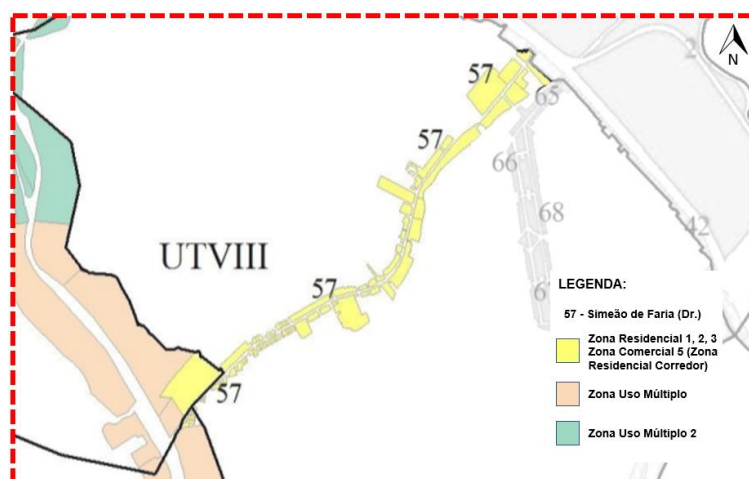 57
2
65
N
57
66
68
42
UTVIII
57
6
57
LEGENDA:
57 - Simeão de Faria (Dr.)
Zona Residencial 1, 2, 3
Zona Comercial 5 (Zona
Residencial Corredor)
Zona Uso Múltiplo
Zona Uso Múltiplo 2